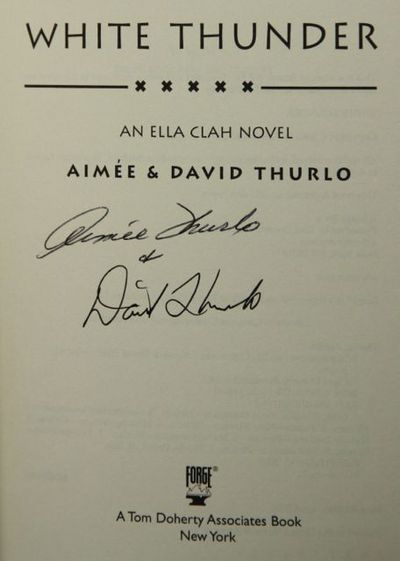 WHITE THUNDER
AN ELLA CLAH NOVEL
AIMÉE & DAVID THURLO
Aimée Thurlo
&
David Thurlo
FORGE®
A Tom Doherty Associates Book
New York